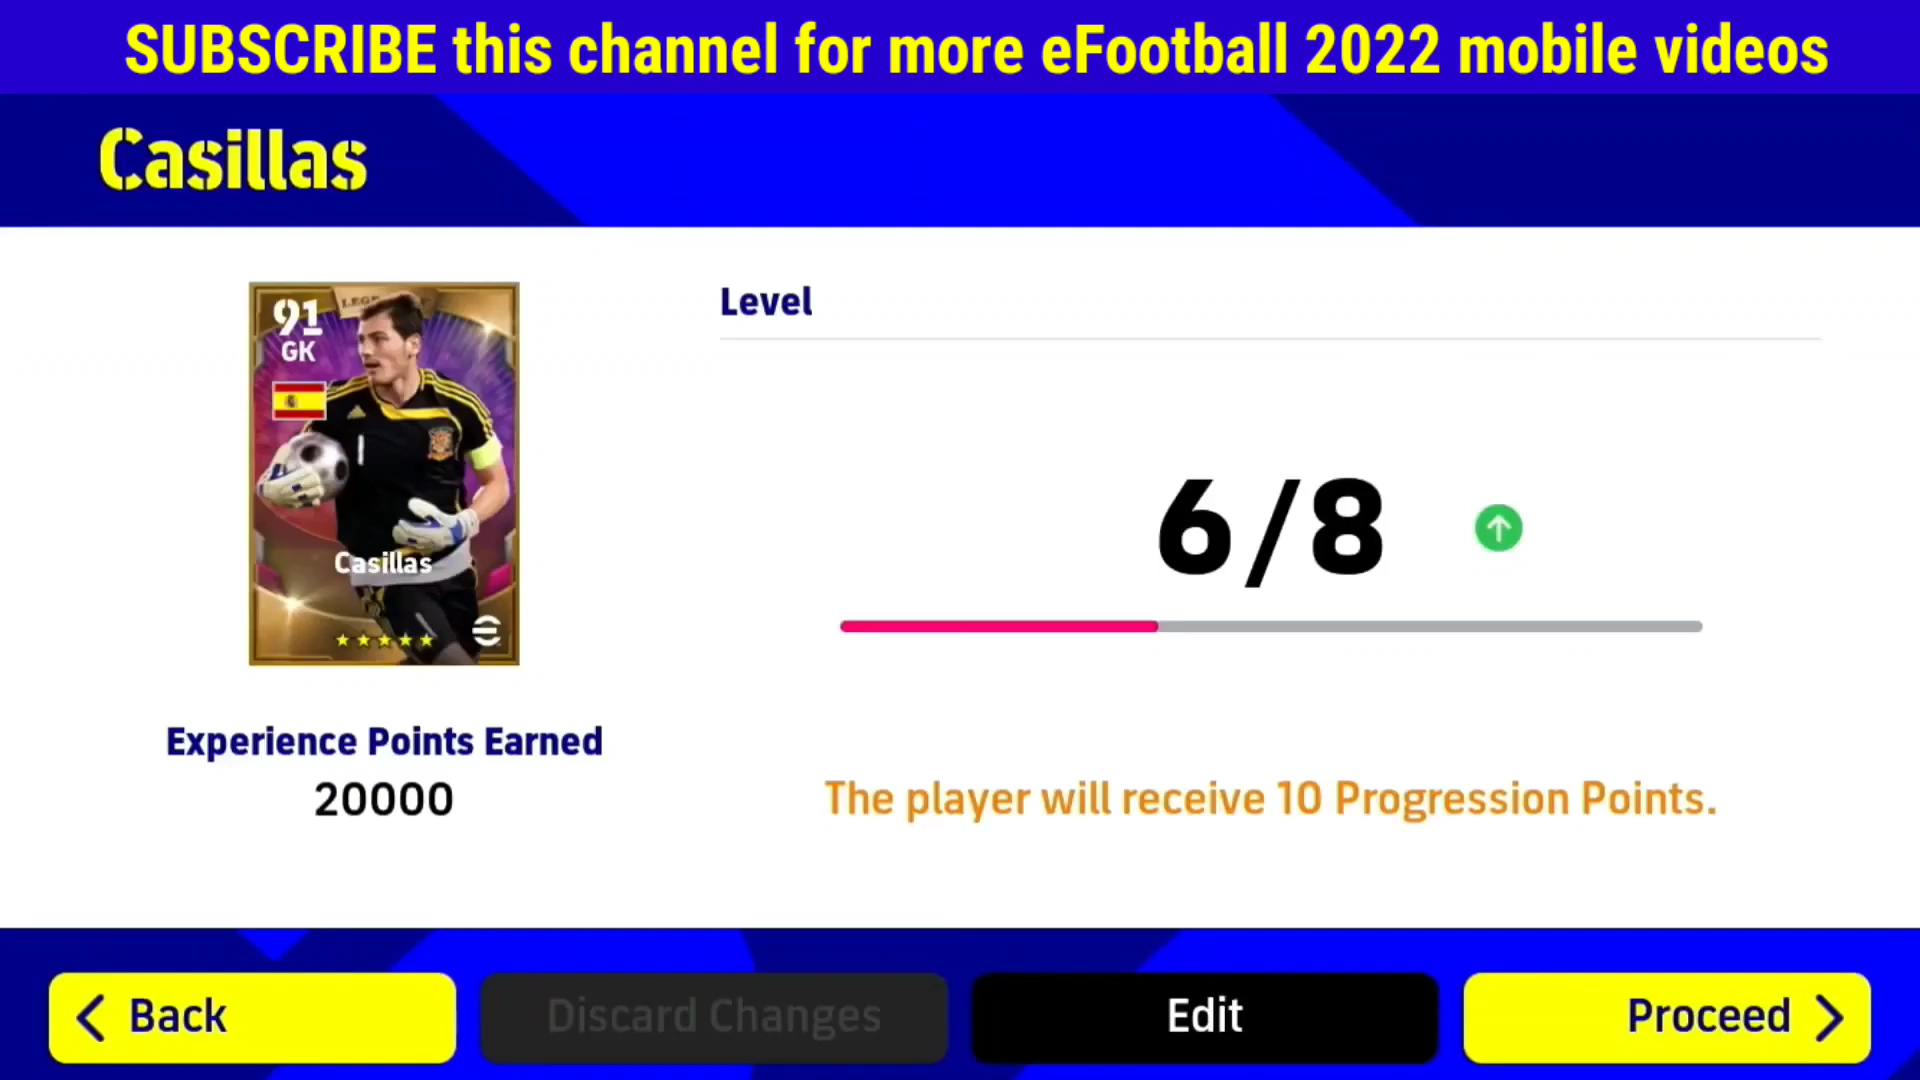 SUBSCRIBE this channel for more eFootball 2022 mobile videos
Casillas
91
GK
Casillas
Level
6/8
Experience Points Earned
20000
The player will receive 10 Progression Points.
Back
Discard Changes
Edit
Proceed